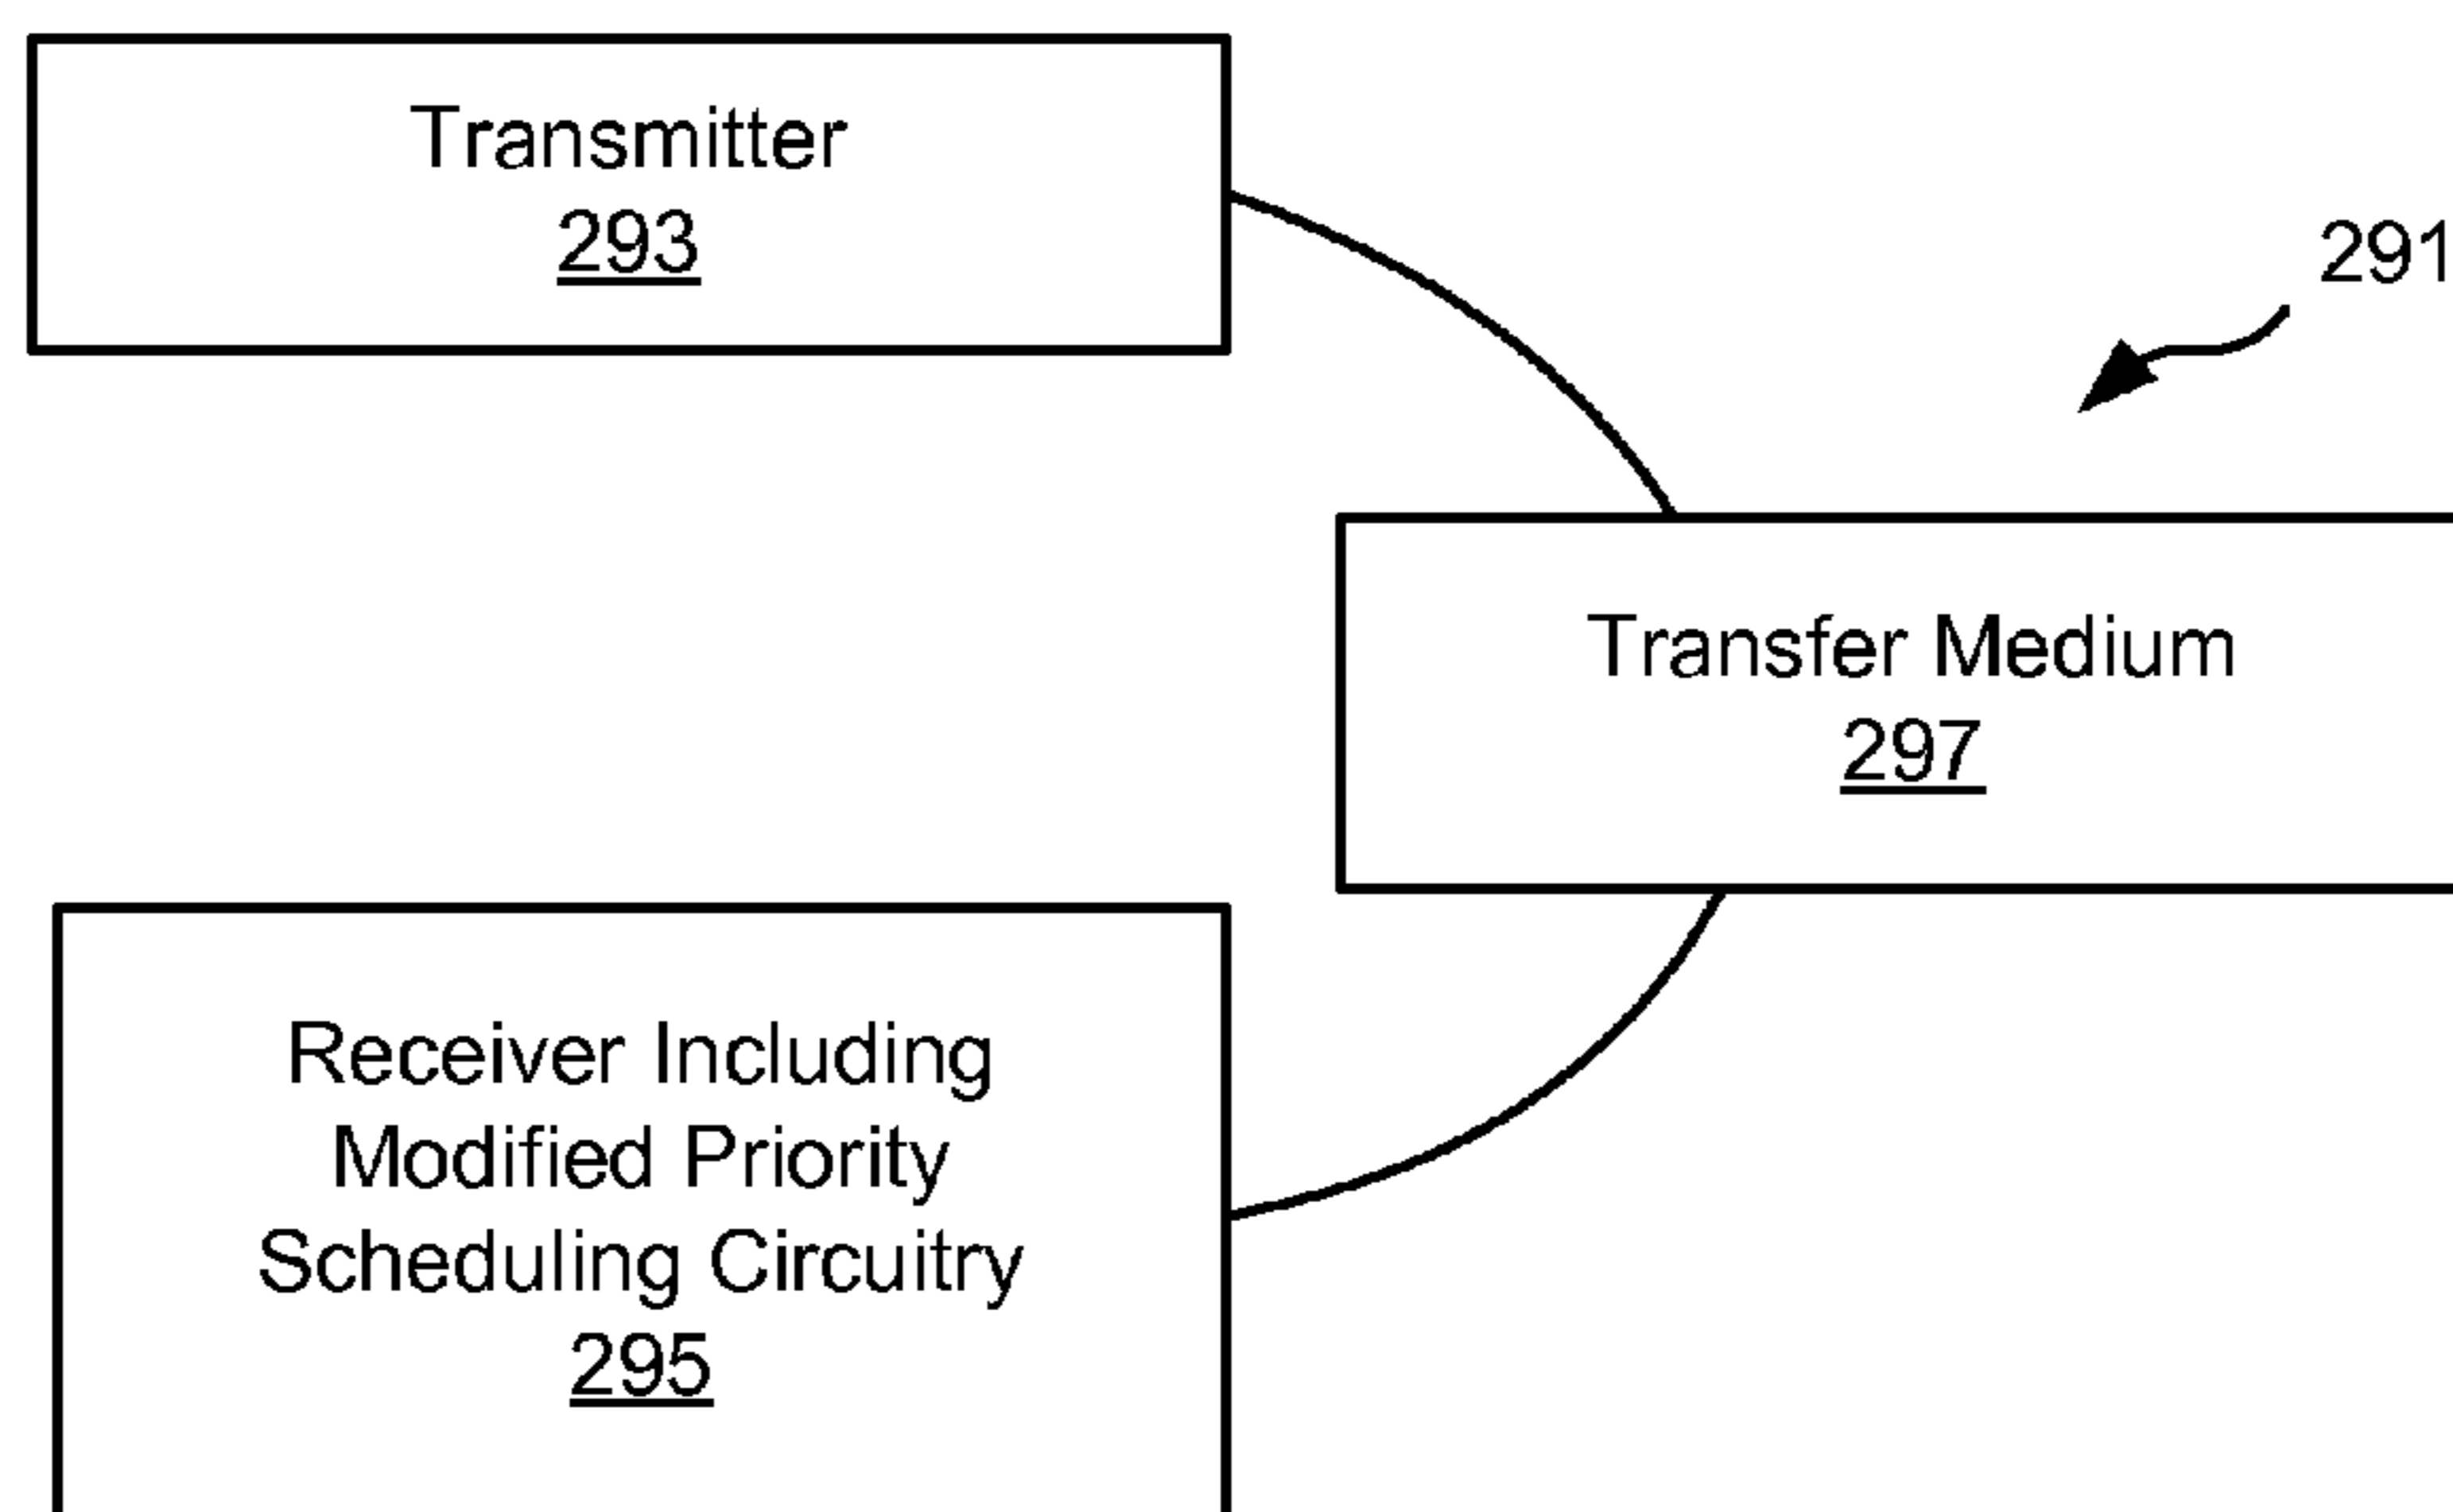 Transmitter
293
291
Transfer Medium
297
Receiver Including
Modified Priority
Scheduling Circuitry
295